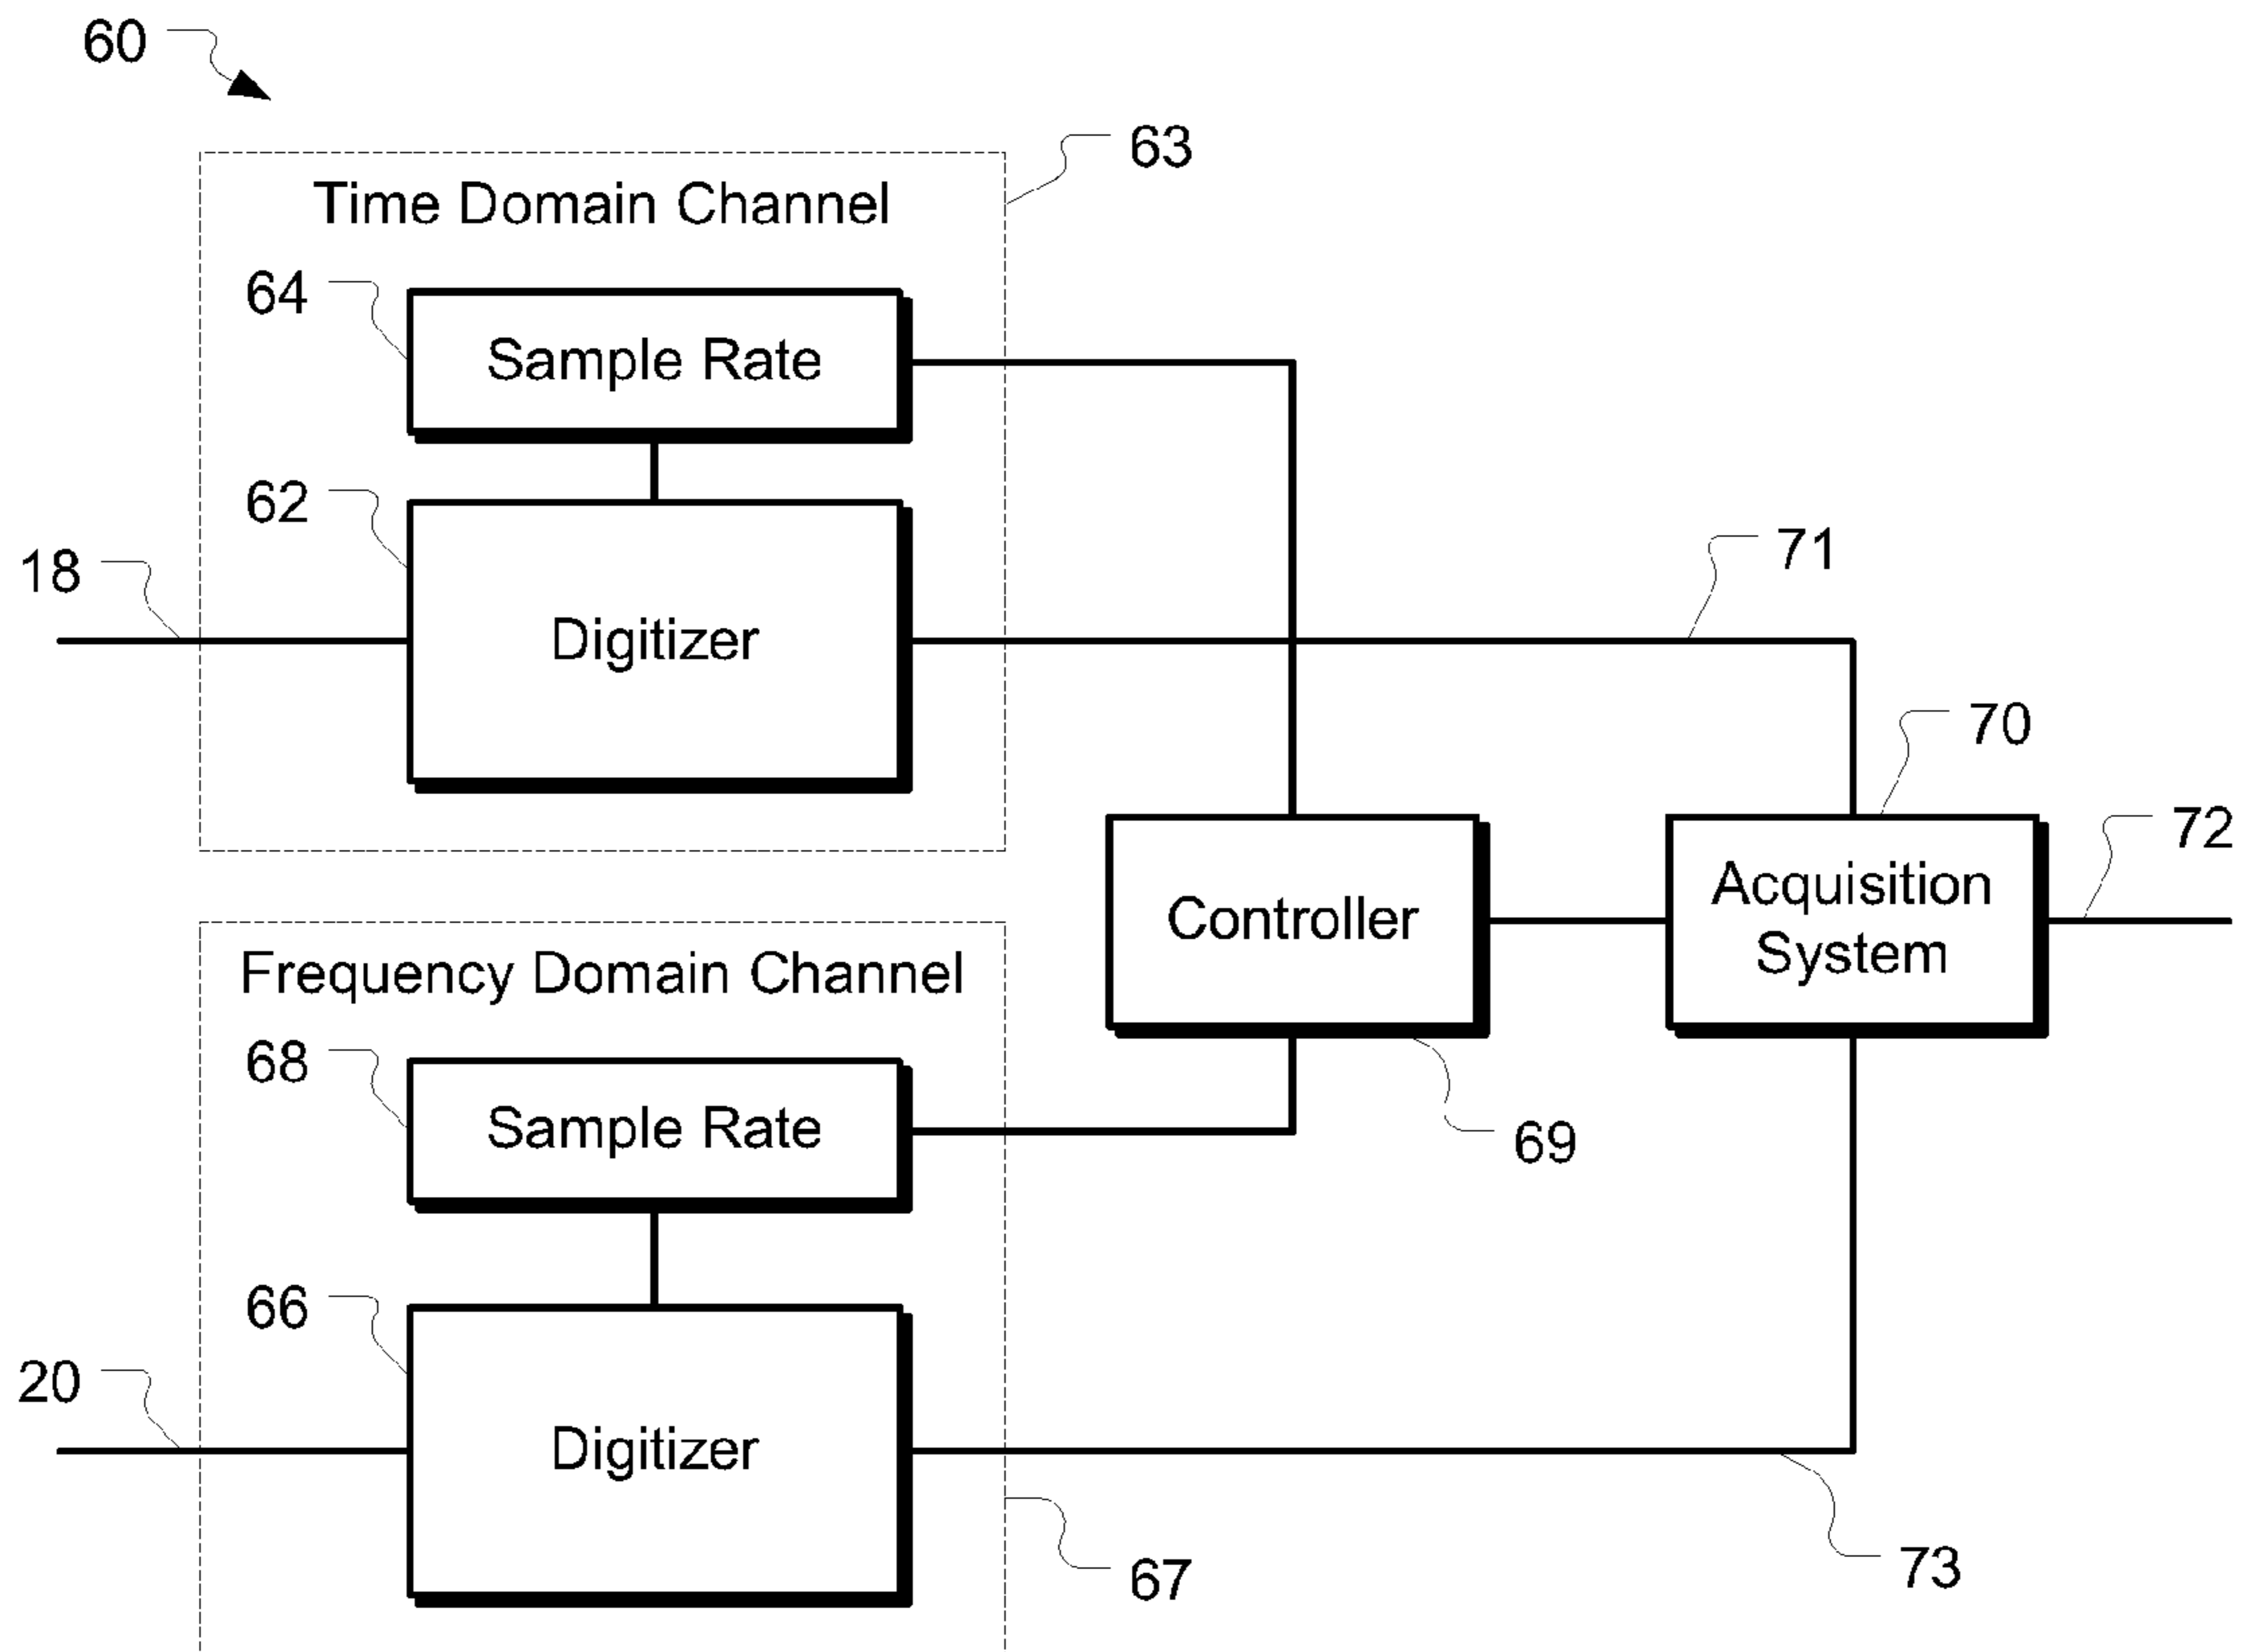 60
63
Time Domain Channel
64
Sample Rate
62
18
Digitizer
71
70
72
Controller
Acquisition
System
Frequency Domain Channel
68
Sample Rate
69
66
20
Digitizer
67
73